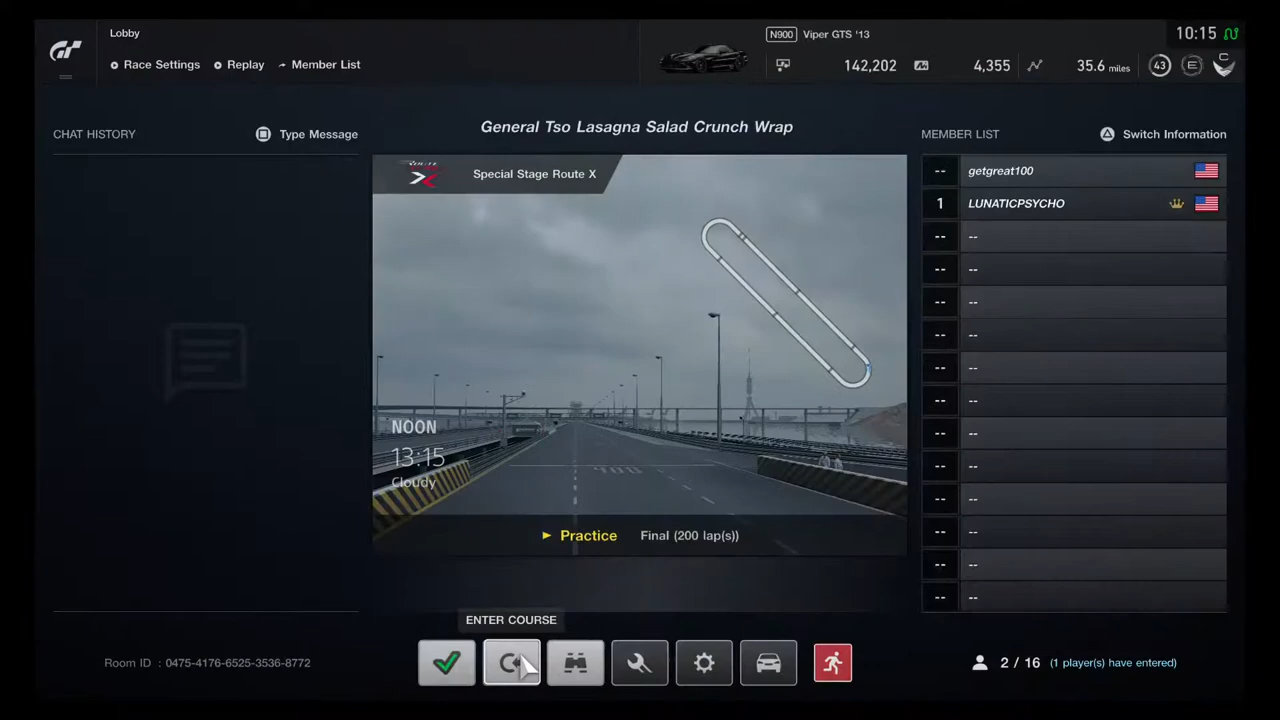 Lobby
Race Settings
Replay
Member List
N900
Viper GTS '13
142,202
4,355
35.6 miles
10:15
43
E
C
CHAT HISTORY
Type Message
General Tso Lasagna Salad Crunch Wrap
MEMBER LIST
Switch Information
Special Stage Route X
NOON
13:15
Cloudy
Practice
Final (200 lap(s))
-- getgreat100
1 LUNATICPSYCHO
-- --
-- --
-- --
-- --
-- --
-- --
-- --
-- --
-- --
-- --
-- --
-- --
ENTER COURSE
Room ID : 0475-4176-6525-3536-8772
2 / 16 (1 player(s) have entered)